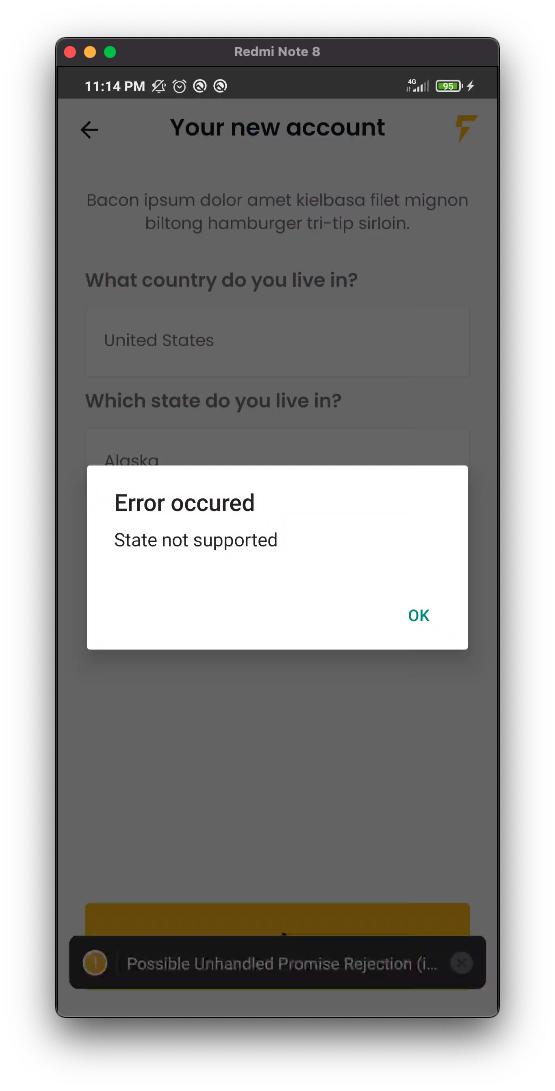 Redmi Note 8
11:14 PM 4G 95
Your new account
Bacon ipsum dolor amet kielbasa filet mignon
biltong hamburger tri-tip sirloin.
What country do you live in?
United States
Which state do you live in?
Alaska
Error occured
State not supported
OK
! Possible Unhandled Promise Rejection (i...